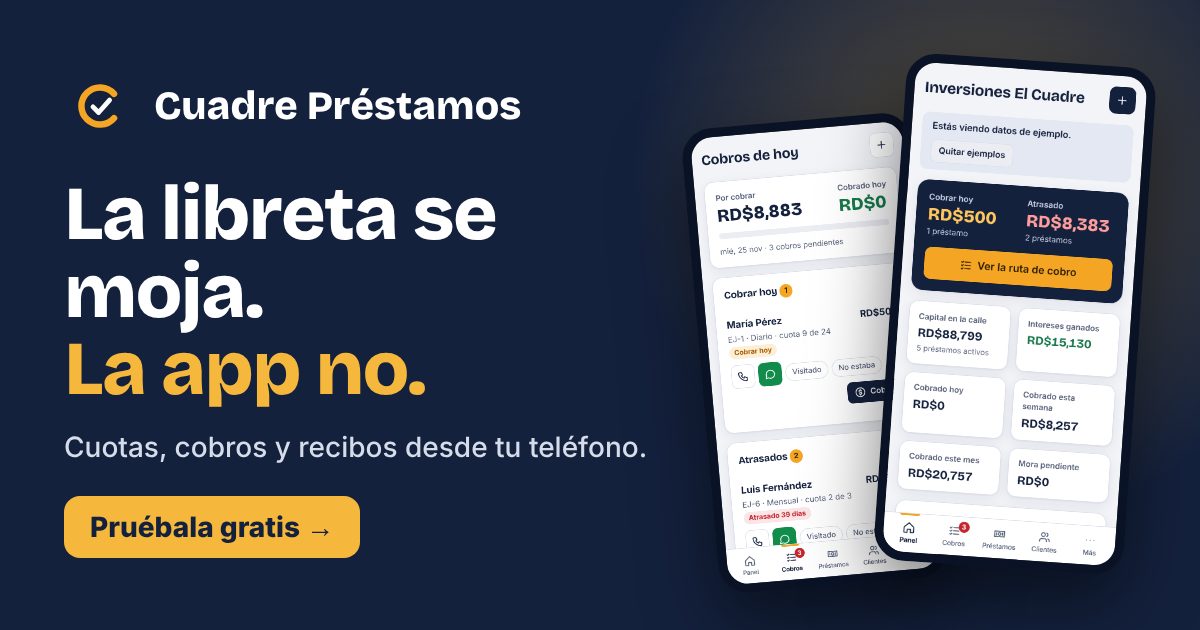 Cuadre Préstamos
La libreta se
moja.
La app no.
Cuotas, cobros y recibos desde tu teléfono.
Pruébala gratis →
Cobros de hoy
+
Por cobrar
RD$8,883
Cobrado hoy
RD$0
mié, 25 nov · 3 cobros pendientes
Cobrar hoy 1
María Pérez
EJ-1 · Diario · cuota 9 de 24
Cobrar hoy
Visitado
No estaba
Atrasados 2
Luis Fernández
EJ-6 · Mensual · cuota 2 de 3
Atrasado 39 días
Visitado
Panel
Cobros
3
Préstamos
Clientes
Inversiones El Cuadre
+
Estás viendo datos de ejemplo.
Quitar ejemplos
Cobrar hoy
RD$500
1 préstamo
Atrasado
RD$8,383
2 préstamos
Ver la ruta de cobro
Capital en la calle
RD$88,799
5 préstamos activos
Intereses ganados
RD$15,130
Cobrado hoy
RD$0
Cobrado esta
semana
RD$8,257
Cobrado este mes
RD$20,757
Mora pendiente
RD$0
Panel
Cobros
3
Préstamos
Clientes
Más